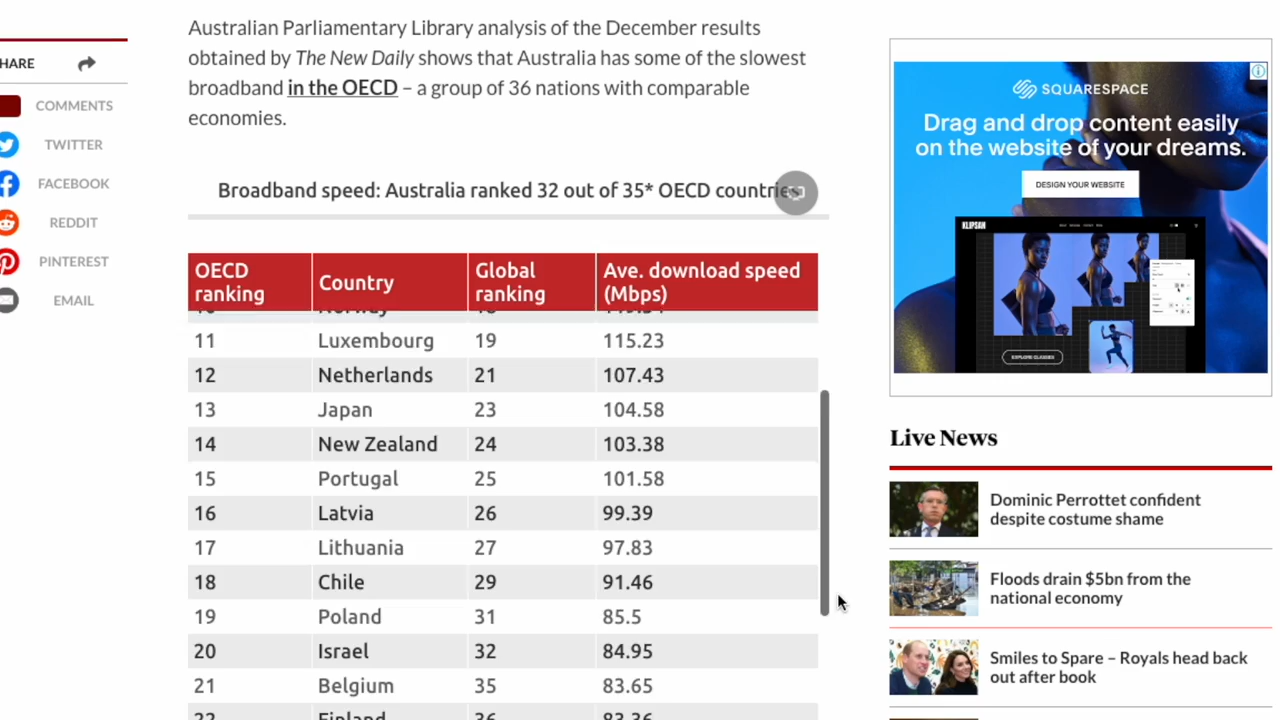 Australian Parliamentary Library analysis of the December results
obtained by The New Daily shows that Australia has some of the slowest
broadband in the OECD – a group of 36 nations with comparable
economies.
HARE
COMMENTS
TWITTER
FACEBOOK
REDDIT
PINTEREST
EMAIL
Broadband speed: Australia ranked 32 out of 35* OECD countries
OECD ranking Country Global ranking Ave. download speed (Mbps)
11 Luxembourg 19 115.23
12 Netherlands 21 107.43
13 Japan 23 104.58
14 New Zealand 24 103.38
15 Portugal 25 101.58
16 Latvia 26 99.39
17 Lithuania 27 97.83
18 Chile 29 91.46
19 Poland 31 85.5
20 Israel 32 84.95
21 Belgium 35 83.65
22 Finland 36 83.36
SQUARESPACE
Drag and drop content easily
on the website of your dreams.
DESIGN YOUR WEBSITE
KLIPSAN
EXPLORE CLASSES
Live News
Dominic Perrottet confident
despite costume shame
Floods drain $5bn from the
national economy
Smiles to Spare – Royals head back
out after book